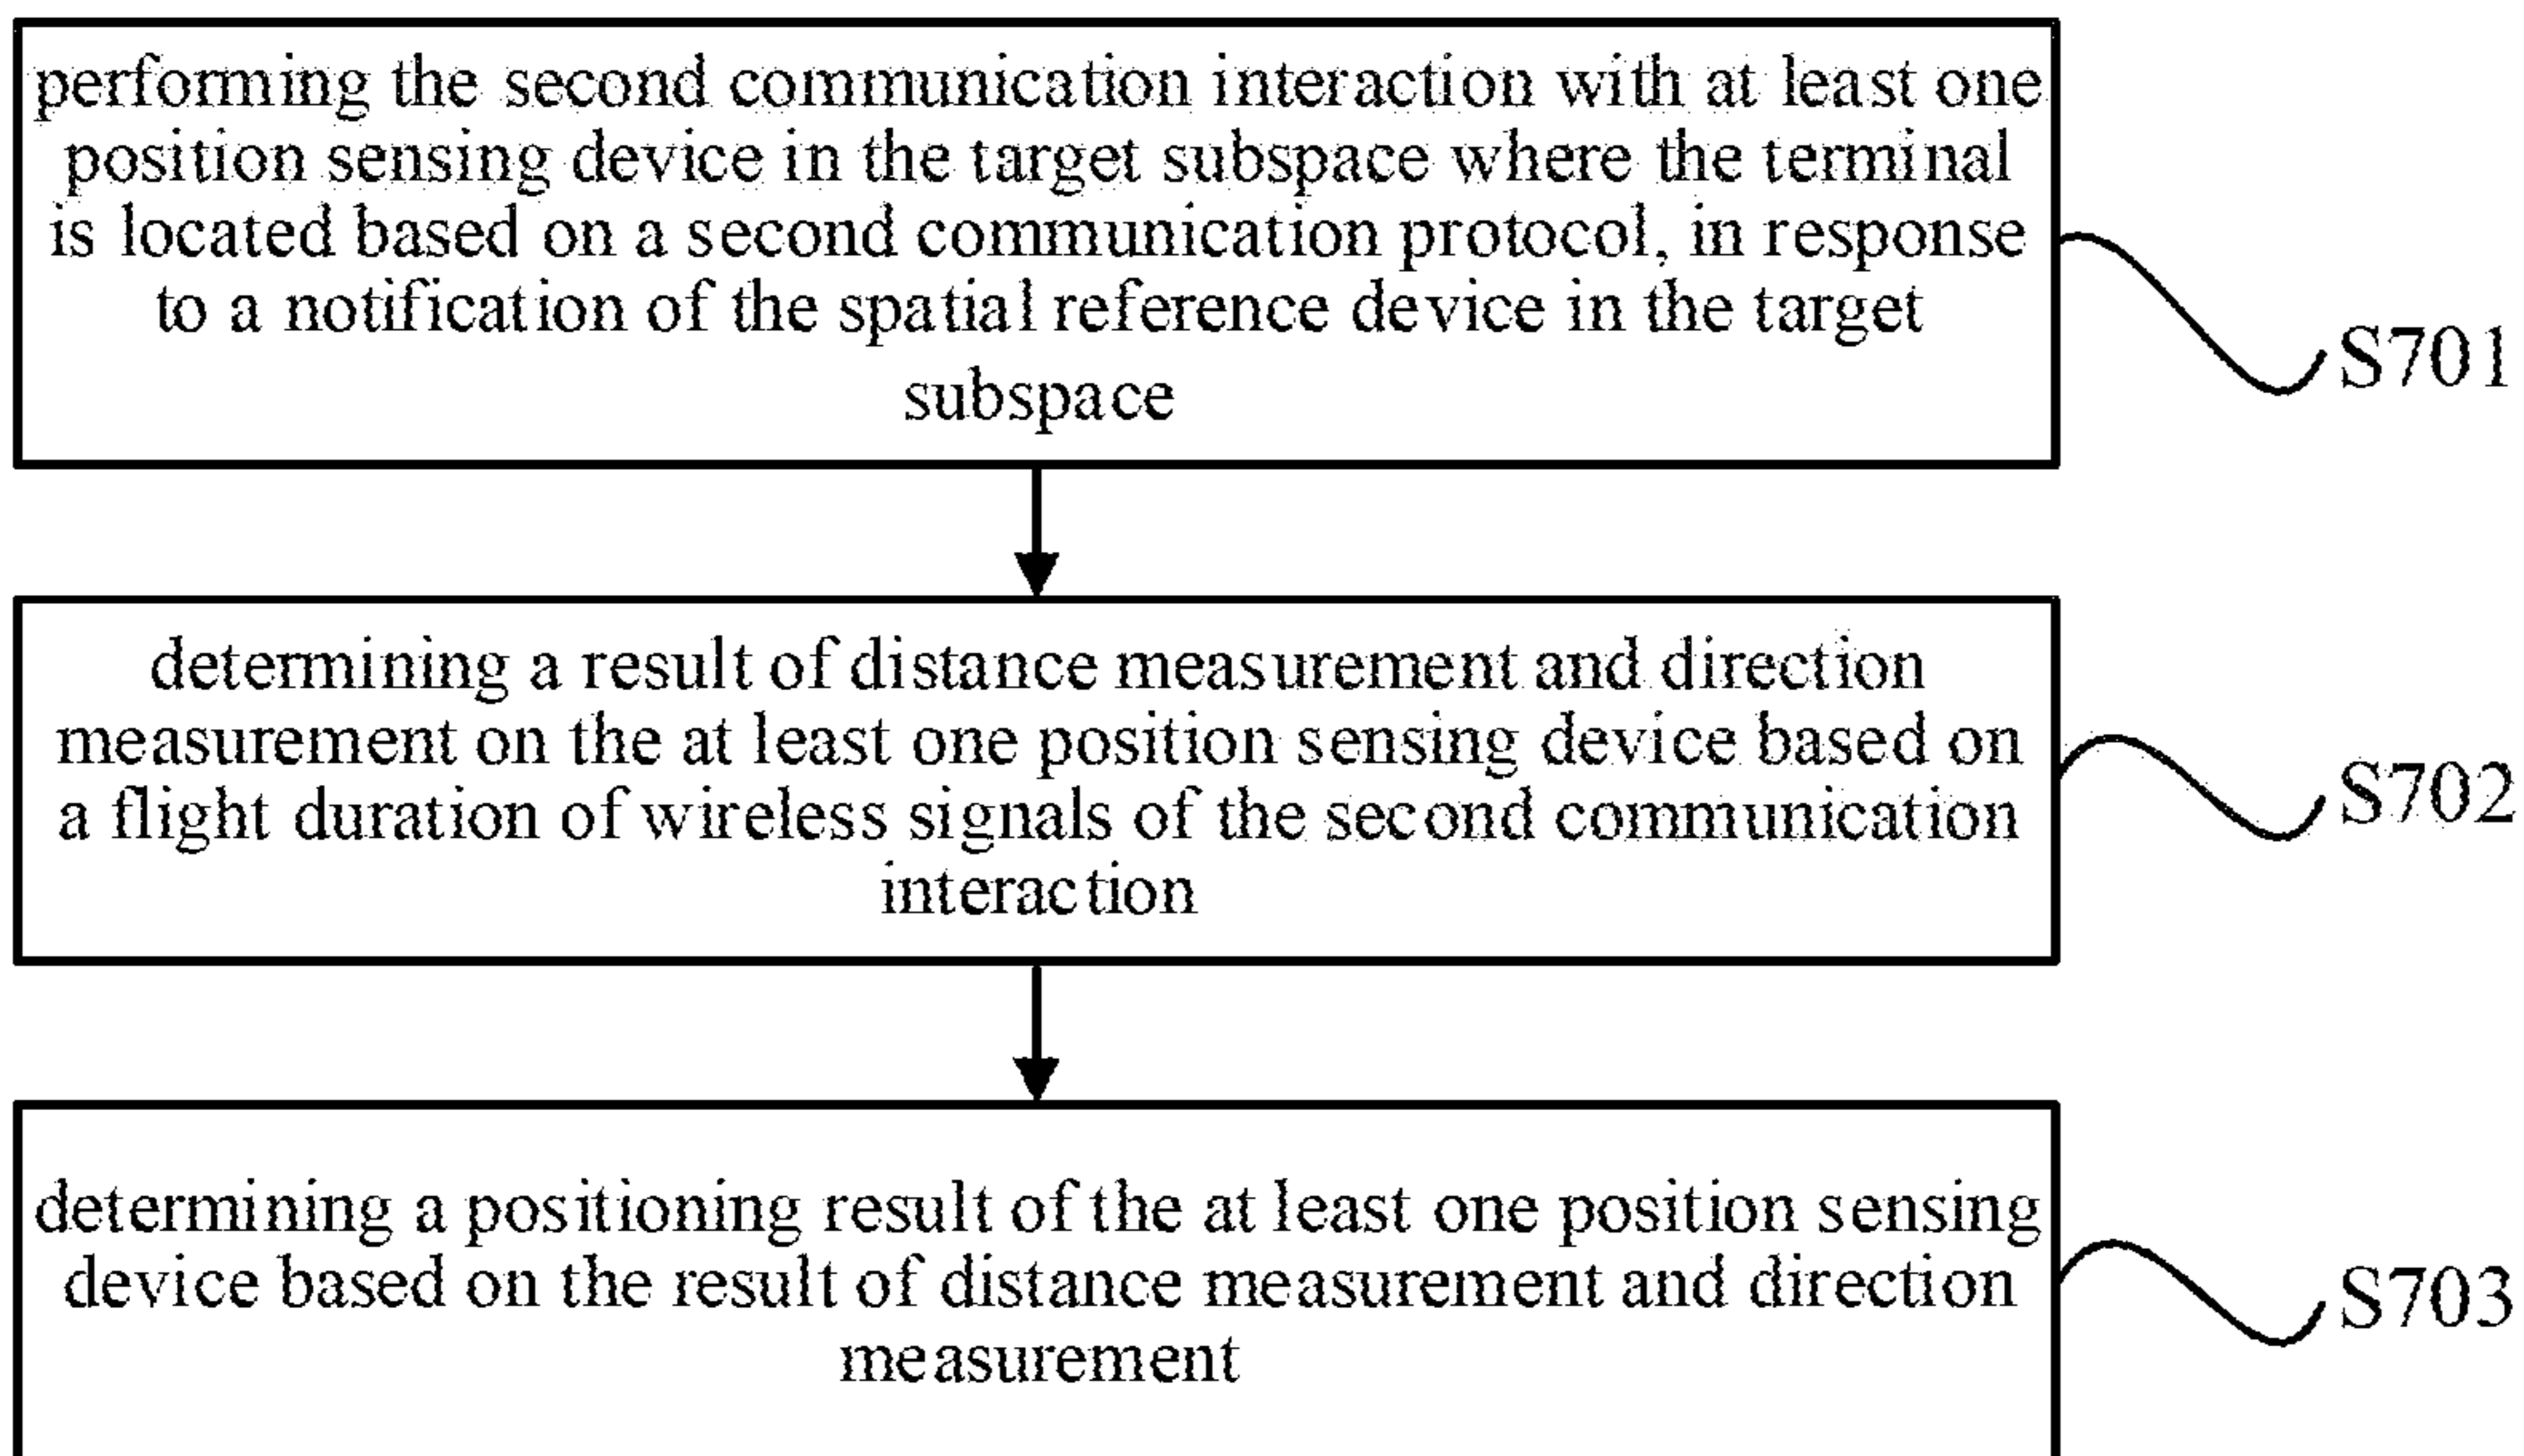 performing the second communication interaction with at least one
position sensing device in the target subspace where the terminal
is located based on a second communication protocol, in response
to a notification of the spatial reference device in the target
subspace
S701
determining a result of distance measurement and direction
measurement on the at least one position sensing device based on
a flight duration of wireless signals of the second communication
interaction
S702
determining a positioning result of the at least one position sensing
device based on the result of distance measurement and direction
measurement
S703